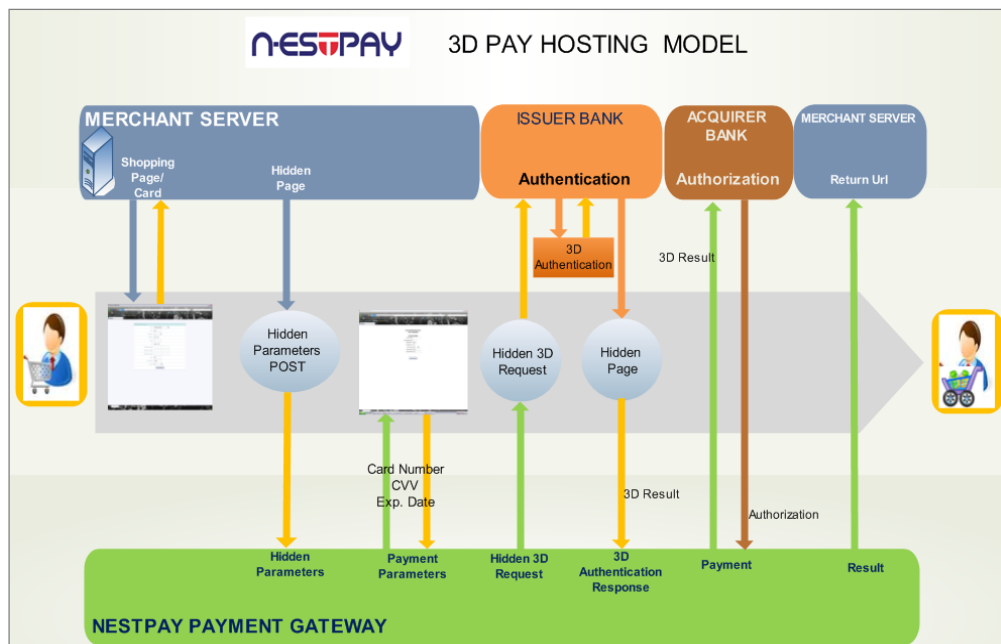 NESTPAY
3D PAY HOSTING MODEL
MERCHANT SERVER
Shopping
Page/
Card
Hidden
Page
ISSUER BANK
Authentication
3D
Authentication
ACQUIRER
BANK
Authorization
MERCHANT SERVER
Return Url
3D Result
Hidden
Parameters
POST
Hidden 3D
Request
Hidden
Page
Card Number
CVV
Exp. Date
3D Result
Authorization
Hidden
Parameters
Payment
Parameters
Hidden 3D
Request
3D
Authentication
Response
Payment
Result
NESTPAY PAYMENT GATEWAY